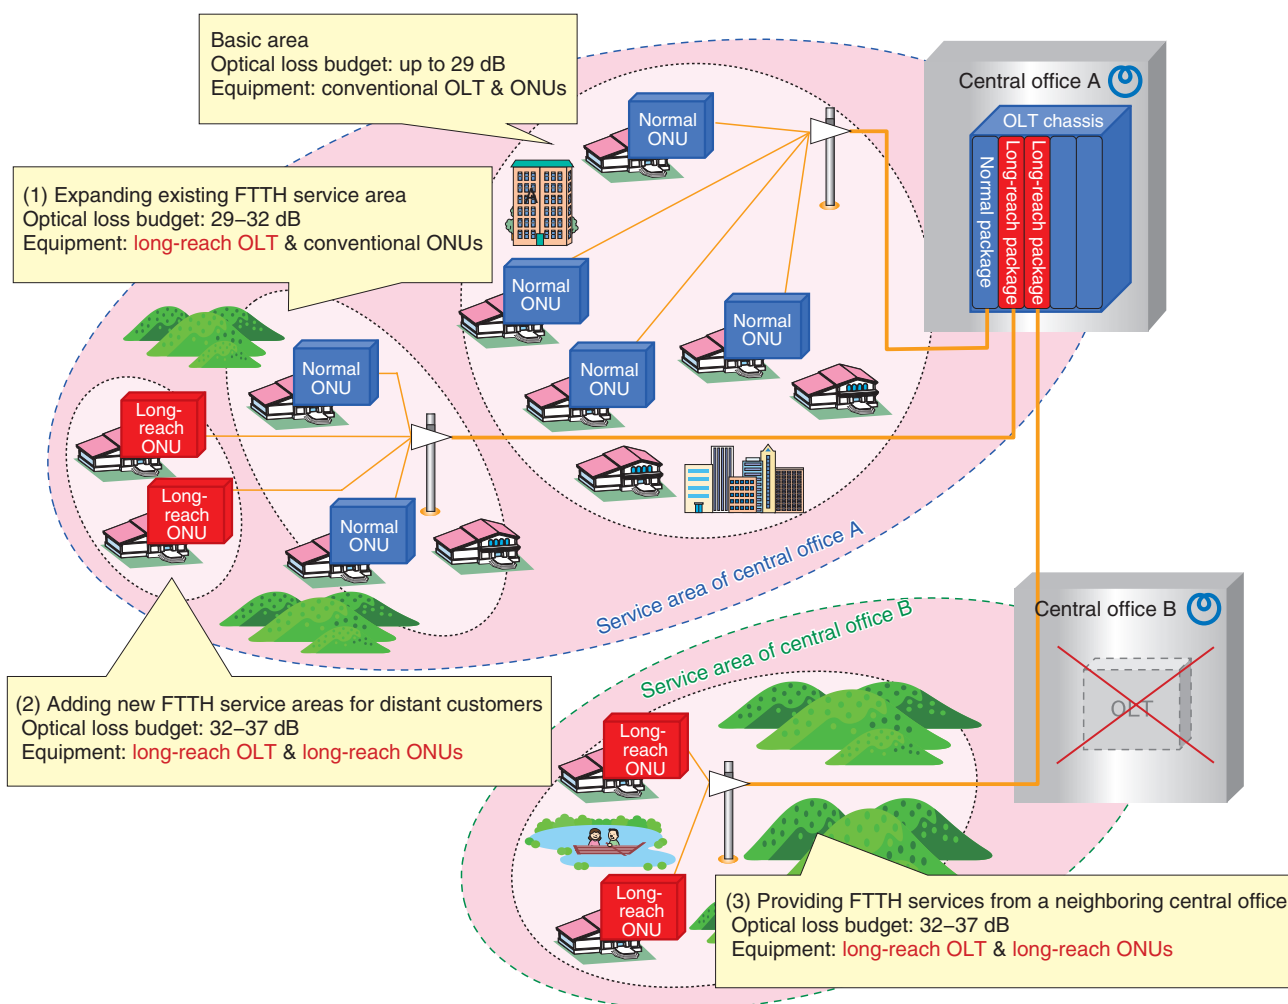 Basic area
Optical loss budget: up to 29 dB
Equipment: conventional OLT & ONUs
Central office A
OLT chassis
Normal package
Long-reach package
Long-reach package
Normal
ONU
A
(1) Expanding existing FTTH service area
Optical loss budget: 29–32 dB
Equipment: long-reach OLT & conventional ONUs
Normal
ONU
Normal
ONU
Normal
ONU
Normal
ONU
Long-
reach
ONU
Long-
reach
ONU
Normal
ONU
Service area of central office A
Central office B
OLT
Service area of central office B
(2) Adding new FTTH service areas for distant customers
Optical loss budget: 32–37 dB
Equipment: long-reach OLT & long-reach ONUs
Long-
reach
ONU
Long-
reach
ONU
(3) Providing FTTH services from a neighboring central office
Optical loss budget: 32–37 dB
Equipment: long-reach OLT & long-reach ONUs